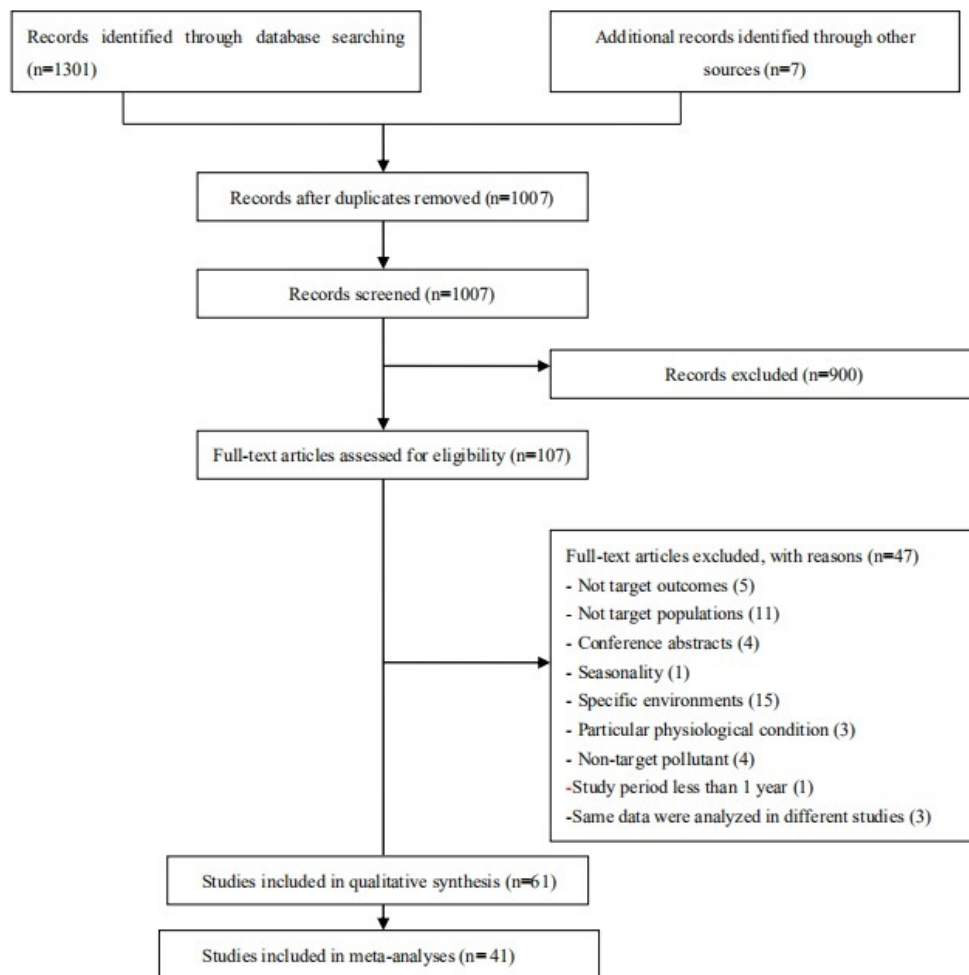 Records identified through database searching
(n=1301)
Additional records identified through other
sources (n=7)
Records after duplicates removed (n=1007)
Records screened (n=1007)
Records excluded (n=900)
Full-text articles assessed for eligibility (n=107)
Full-text articles excluded, with reasons (n=47)
- Not target outcomes (5)
- Not target populations (11)
- Conference abstracts (4)
- Seasonality (1)
- Specific environments (15)
- Particular physiological condition (3)
- Non-target pollutant (4)
-Study period less than 1 year (1)
-Same data were analyzed in different studies (3)
Studies included in qualitative synthesis (n=61)
Studies included in meta-analyses (n=41)